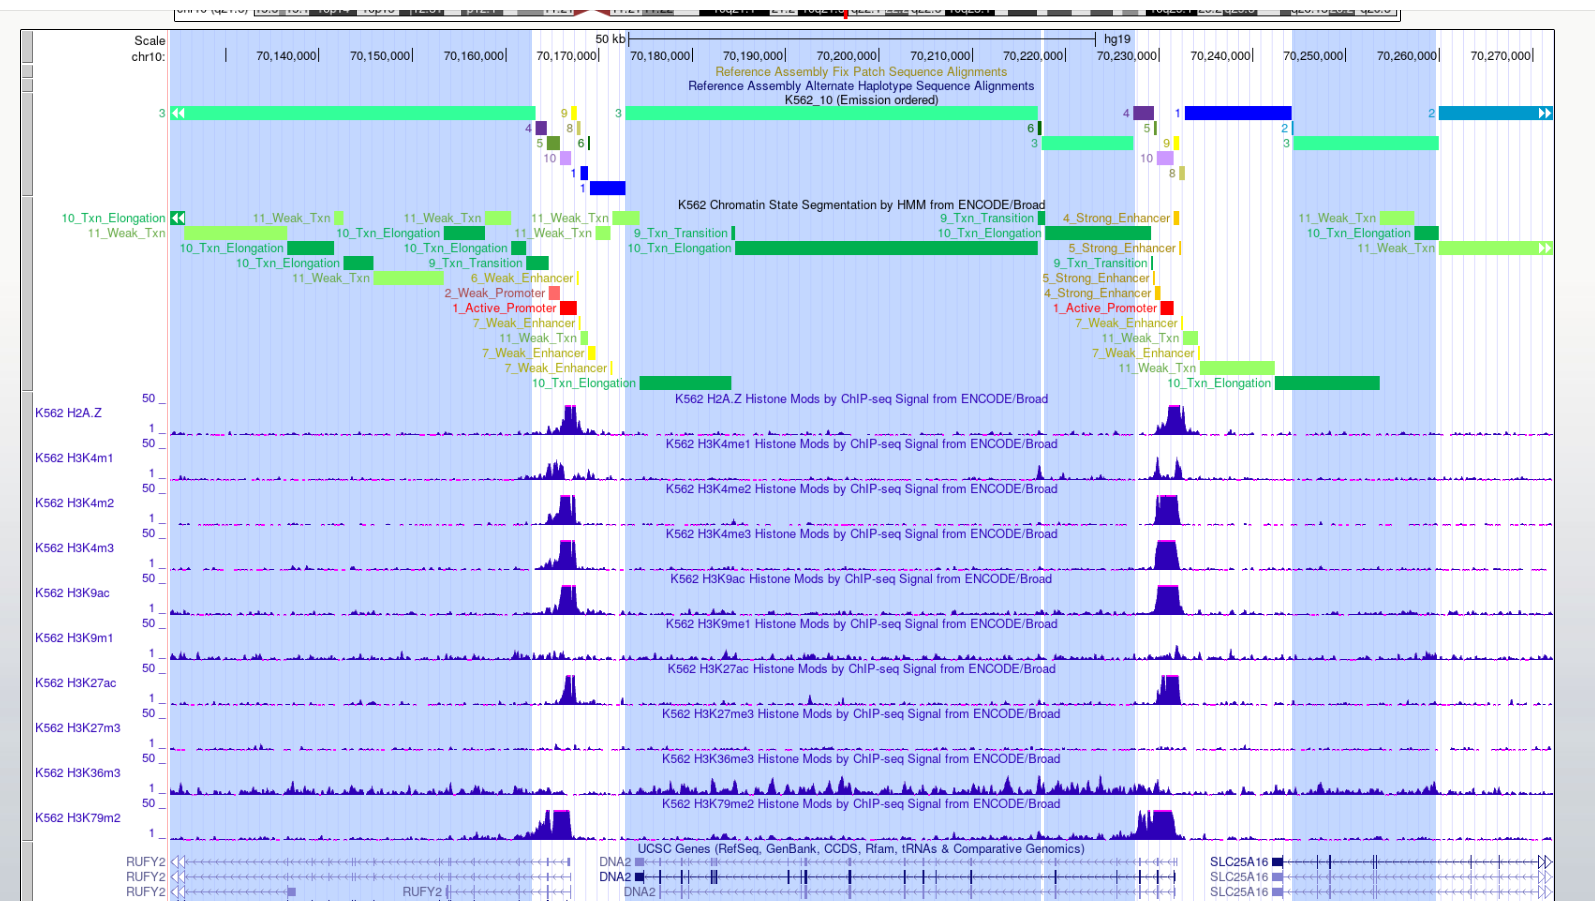 Scale 50 kb hg19
chr10: 70,140,000 70,150,000 70,160,000 70,170,000 70,180,000 70,190,000 70,200,000 70,210,000 70,220,000 70,230,000 70,240,000 70,250,000 70,260,000 70,270,000
Reference Assembly Fix Patch Sequence Alignments
Reference Assembly Alternate Haplotype Sequence Alignments
K562_10 (Emission ordered)
3 9 3 4 1 2
4 8 6 5 2
5 6 3 9 3
10 10
1 8
1
K562 Chromatin State Segmentation by HMM from ENCODE/Broad
10_Txn_Elongation 11_Weak_Txn 11_Weak_Txn 11_Weak_Txn 9_Txn_Transition 4_Strong_Enhancer 11_Weak_Txn
11_Weak_Txn 10_Txn_Elongation 11_Weak_Txn 9_Txn_Transition 10_Txn_Elongation 10_Txn_Elongation
10_Txn_Elongation 10_Txn_Elongation 10_Txn_Elongation 5_Strong_Enhancer 11_Weak_Txn
10_Txn_Elongation 9_Txn_Transition 9_Txn_Transition
11_Weak_Txn 6_Weak_Enhancer 5_Strong_Enhancer
2_Weak_Promoter 4_Strong_Enhancer
1_Active_Promoter 1_Active_Promoter
7_Weak_Enhancer 7_Weak_Enhancer
11_Weak_Txn 11_Weak_Txn
7_Weak_Enhancer 7_Weak_Enhancer
7_Weak_Enhancer 11_Weak_Txn
10_Txn_Elongation 10_Txn_Elongation
50 _ K562 H2A.Z Histone Mods by ChIP-seq Signal from ENCODE/Broad
K562 H2A.Z
1 _
50 _ K562 H3K4me1 Histone Mods by ChIP-seq Signal from ENCODE/Broad
K562 H3K4m1
1 _
50 _ K562 H3K4me2 Histone Mods by ChIP-seq Signal from ENCODE/Broad
K562 H3K4m2
1 _
50 _ K562 H3K4me3 Histone Mods by ChIP-seq Signal from ENCODE/Broad
K562 H3K4m3
1 _
50 _ K562 H3K9ac Histone Mods by ChIP-seq Signal from ENCODE/Broad
K562 H3K9ac
1 _
50 _ K562 H3K9me1 Histone Mods by ChIP-seq Signal from ENCODE/Broad
K562 H3K9m1
1 _
50 _ K562 H3K27ac Histone Mods by ChIP-seq Signal from ENCODE/Broad
K562 H3K27ac
1 _
50 _ K562 H3K27me3 Histone Mods by ChIP-seq Signal from ENCODE/Broad
K562 H3K27m3
1 _
50 _ K562 H3K36me3 Histone Mods by ChIP-seq Signal from ENCODE/Broad
K562 H3K36m3
1 _
50 _ K562 H3K79me2 Histone Mods by ChIP-seq Signal from ENCODE/Broad
K562 H3K79m2
1 _
UCSC Genes (RefSeq, GenBank, CCDS, Rfam, tRNAs & Comparative Genomics)
RUFY2 DNA2 SLC25A16
RUFY2 DNA2 SLC25A16
RUFY2 RUFY2 DNA2 SLC25A16